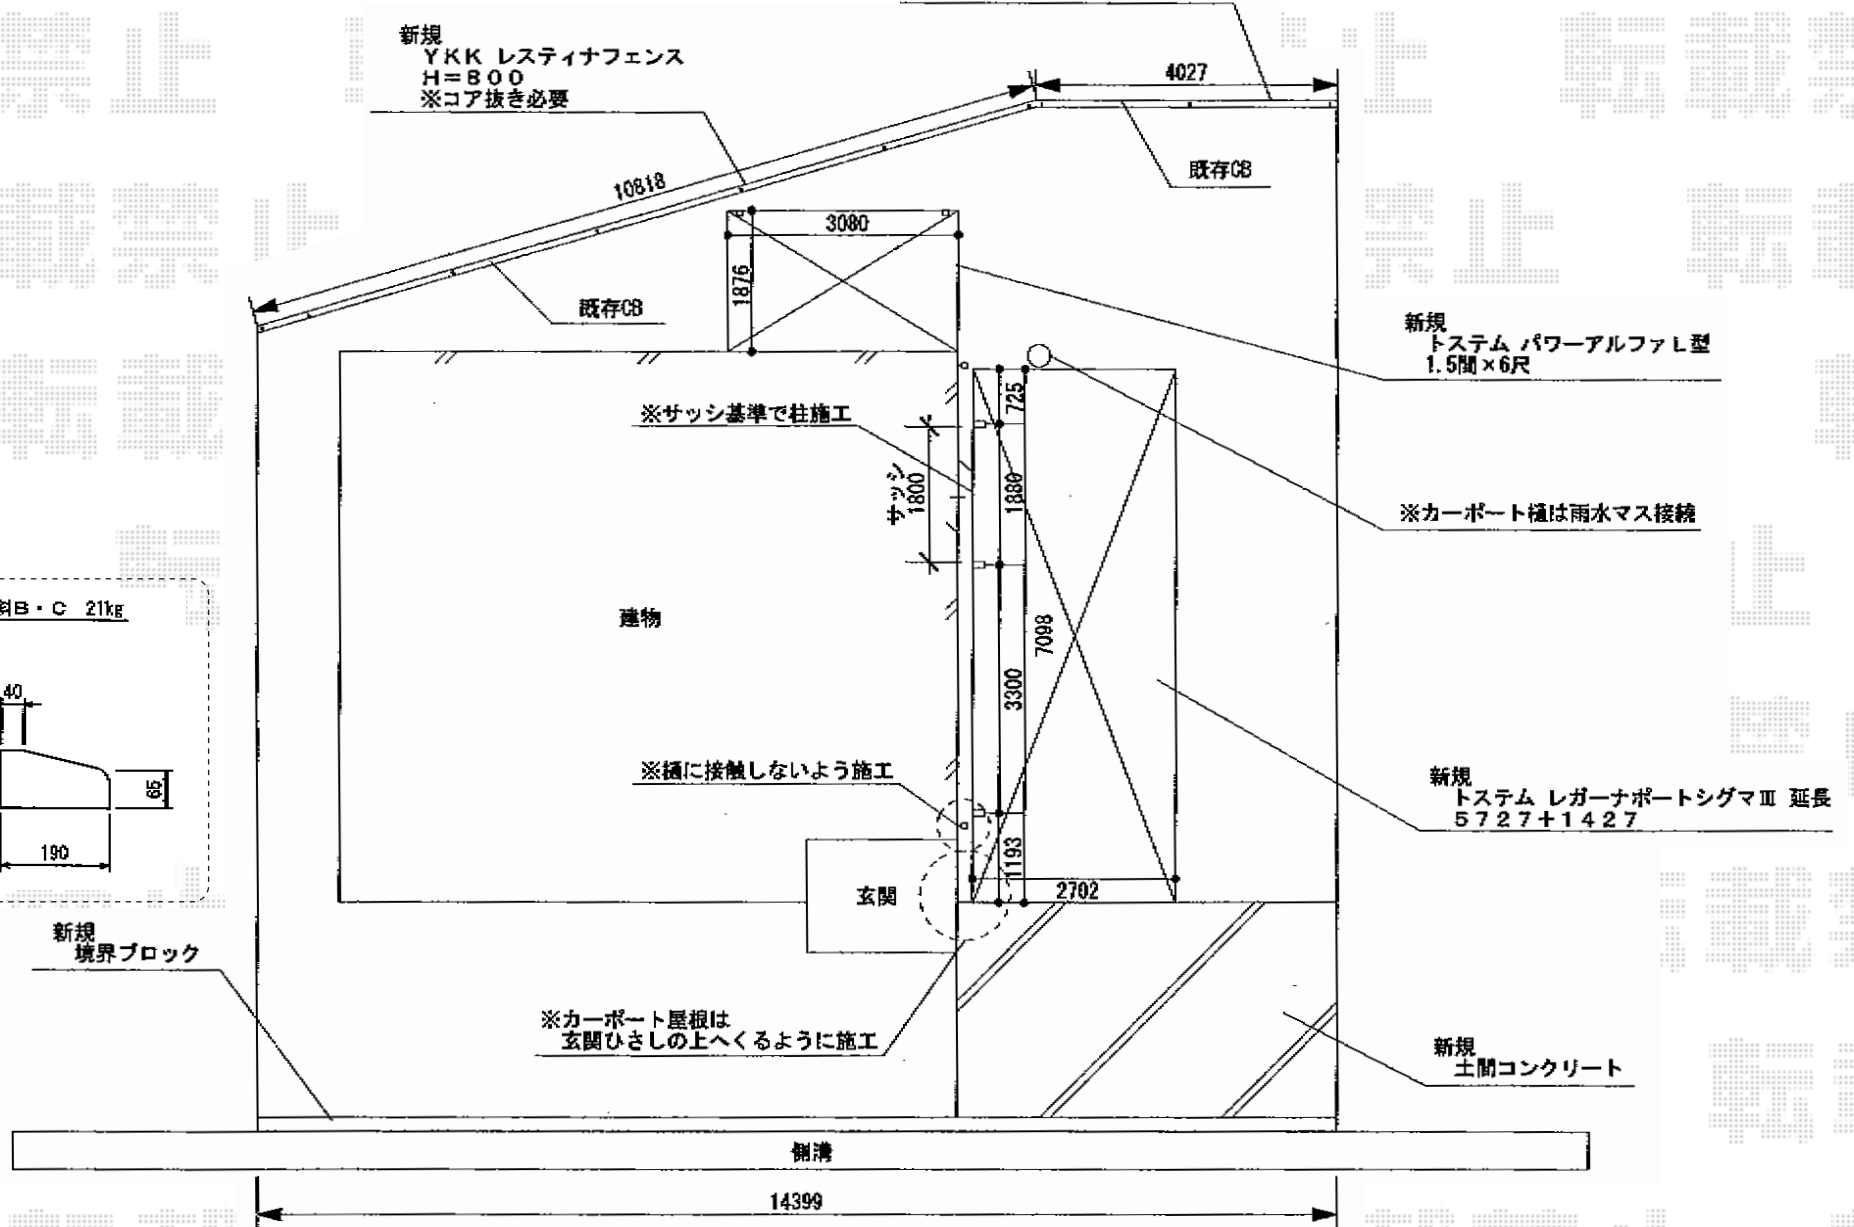 新規
YKK レスティナフェンス
H=800
※コア抜き必要
4027
10818
既存CB
既存CB
3080
1876
新規
トステム パワーアルファL型
1.5間×6尺
※サッシ基準で柱施工
725
サッシ
1800
1880
※カーポート樋は雨水マス接続
B・C 21kg
建物
7098
3300
40
65
190
※樋に接触しないよう施工
新規
トステム レガーナポートシグマⅢ 延長
5727+1427
1193
2702
玄関
新規
境界ブロック
※カーポート屋根は
玄関ひさしの上へくるように施工
新規
土間コンクリート
側溝
14399
転載禁止